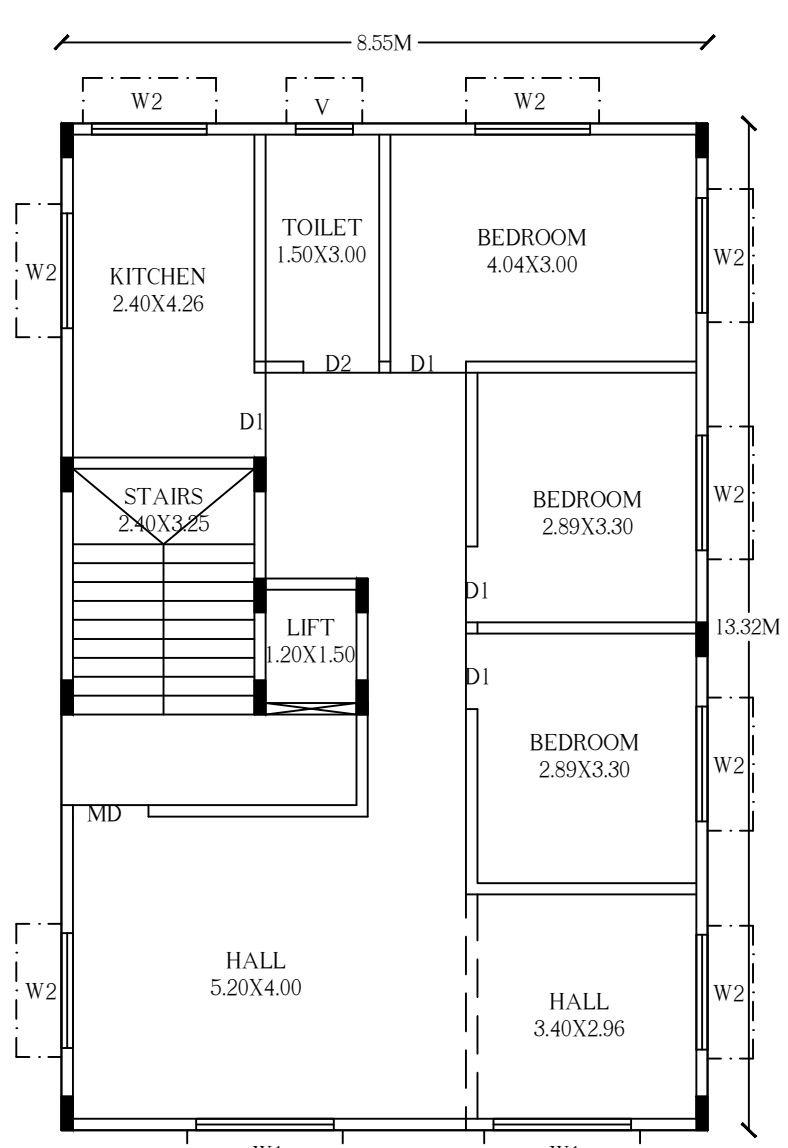 8.55M
W2
V
W2
TOILET
1.50X3.00
BEDROOM
4.04X3.00
W2
W2
KITCHEN
2.40X4.26
D2
D1
D1
STAIRS
2.40X3.25
BEDROOM
2.89X3.30
W2
D1
LIFT
1.20X1.50
13.32M
D1
BEDROOM
2.89X3.30
W2
MD
HALL
5.20X4.00
W2
HALL
3.40X2.96
W2
W1
W1